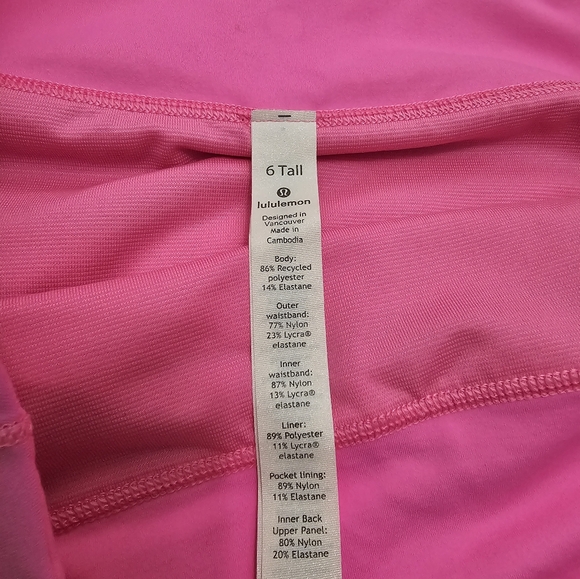 6 Tall
lululemon
Designed in
Vancouver
Made in
Cambodia
Body:
86% Recycled
polyester
14% Elastane
Outer
waistband:
77% Nylon
23% Lycra®
elastane
Inner
waistband:
87% Nylon
13% Lycra®
elastane
Liner:
89% Polyester
11% Lycra®
elastane
Pocket lining:
89% Nylon
11% Elastane
Inner Back
Upper Panel:
80% Nylon
20% Elastane